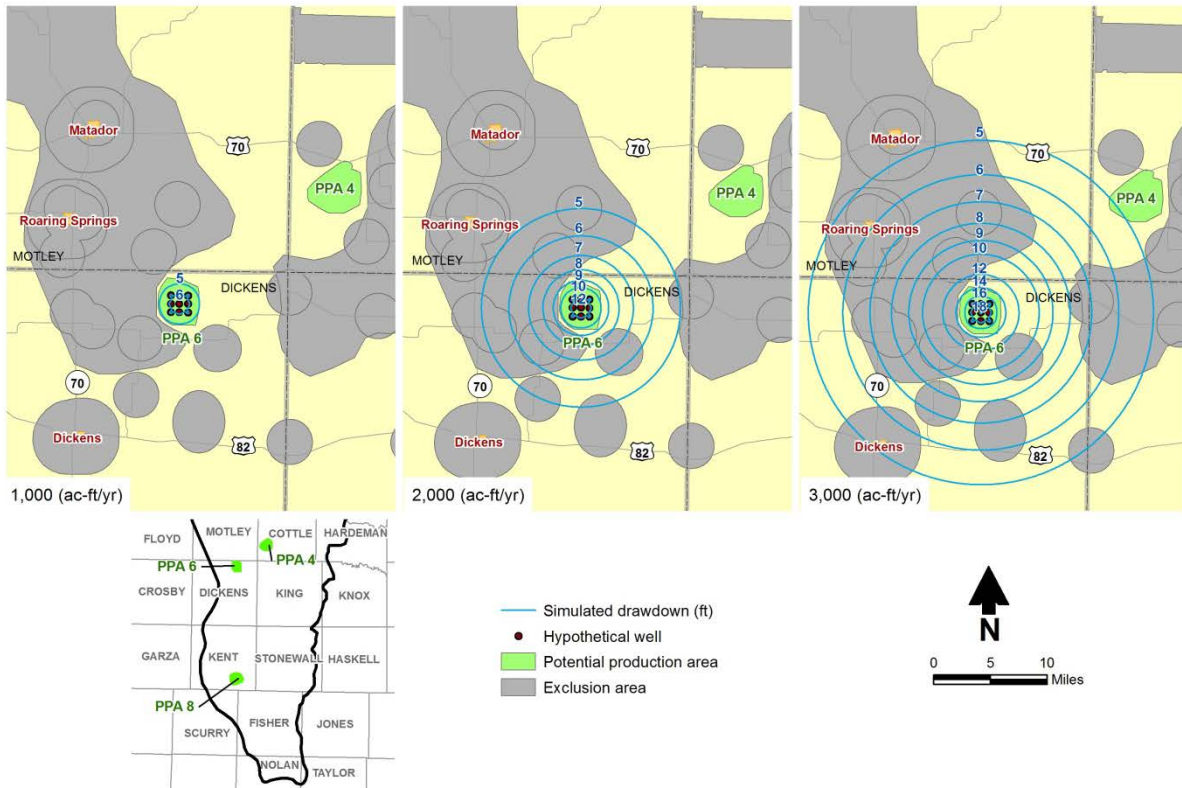 Matador
70
PPA 4
Roaring Springs
MOTLEY
5
DICKENS
6
PPA 6
70
Dickens
82
1,000 (ac-ft/yr)
Matador
70
PPA 4
5
Roaring Springs
6
7
MOTLEY
8
9
DICKENS
10
12
PPA 6
70
Dickens
82
2,000 (ac-ft/yr)
5
Matador
70
6
PPA 4
7
Roaring Springs
8
9
10
MOTLEY
12
14
DICKENS
16
18
PPA 6
70
Dickens
82
3,000 (ac-ft/yr)
FLOYD
MOTLEY
COTTLE
HARDEMAN
PPA 4
PPA 6
CROSBY
DICKENS
KING
KNOX
GARZA
KENT
STONEWALL
HASKELL
PPA 8
SCURRY
FISHER
JONES
NOLAN
TAYLOR
Simulated drawdown (ft)
Hypothetical well
Potential production area
Exclusion area
N
0 5 10
Miles